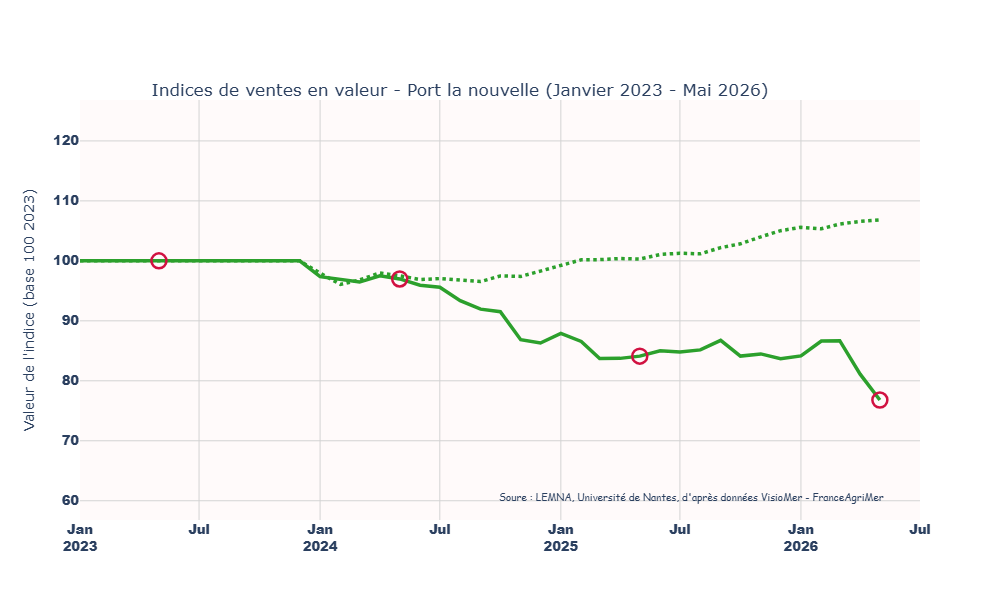 Indices de ventes en valeur - Port la nouvelle (Janvier 2023 - Mai 2026)
Valeur de l'indice (base 100 2023)
120
110
100
90
80
70
60
Soure : LEMNA, Université de Nantes, d'après données VisioMer - FranceAgriMer
Jan Jul Jan Jul Jan Jul Jan Jul
2023 2024 2025 2026